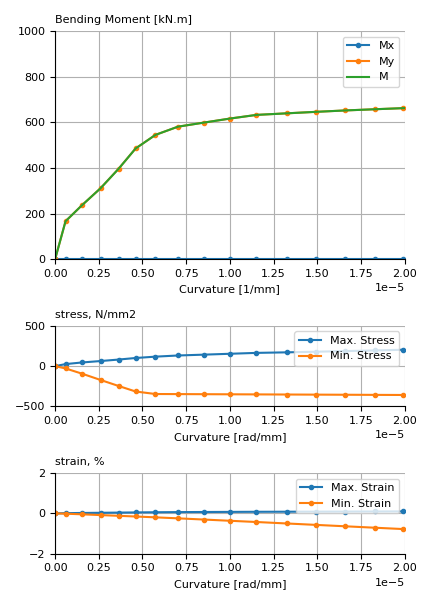 Bending Moment [kN.m]
1000
800
600
400
200
0
Mx
My
M
0.00 0.25 0.50 0.75 1.00 1.25 1.50 1.75 2.00
1e−5
Curvature [1/mm]
stress, N/mm2
500
0
−500
Max. Stress
Min. Stress
0.00 0.25 0.50 0.75 1.00 1.25 1.50 1.75 2.00
1e−5
Curvature [rad/mm]
strain, %
2
0
−2
Max. Strain
Min. Strain
0.00 0.25 0.50 0.75 1.00 1.25 1.50 1.75 2.00
1e−5
Curvature [rad/mm]